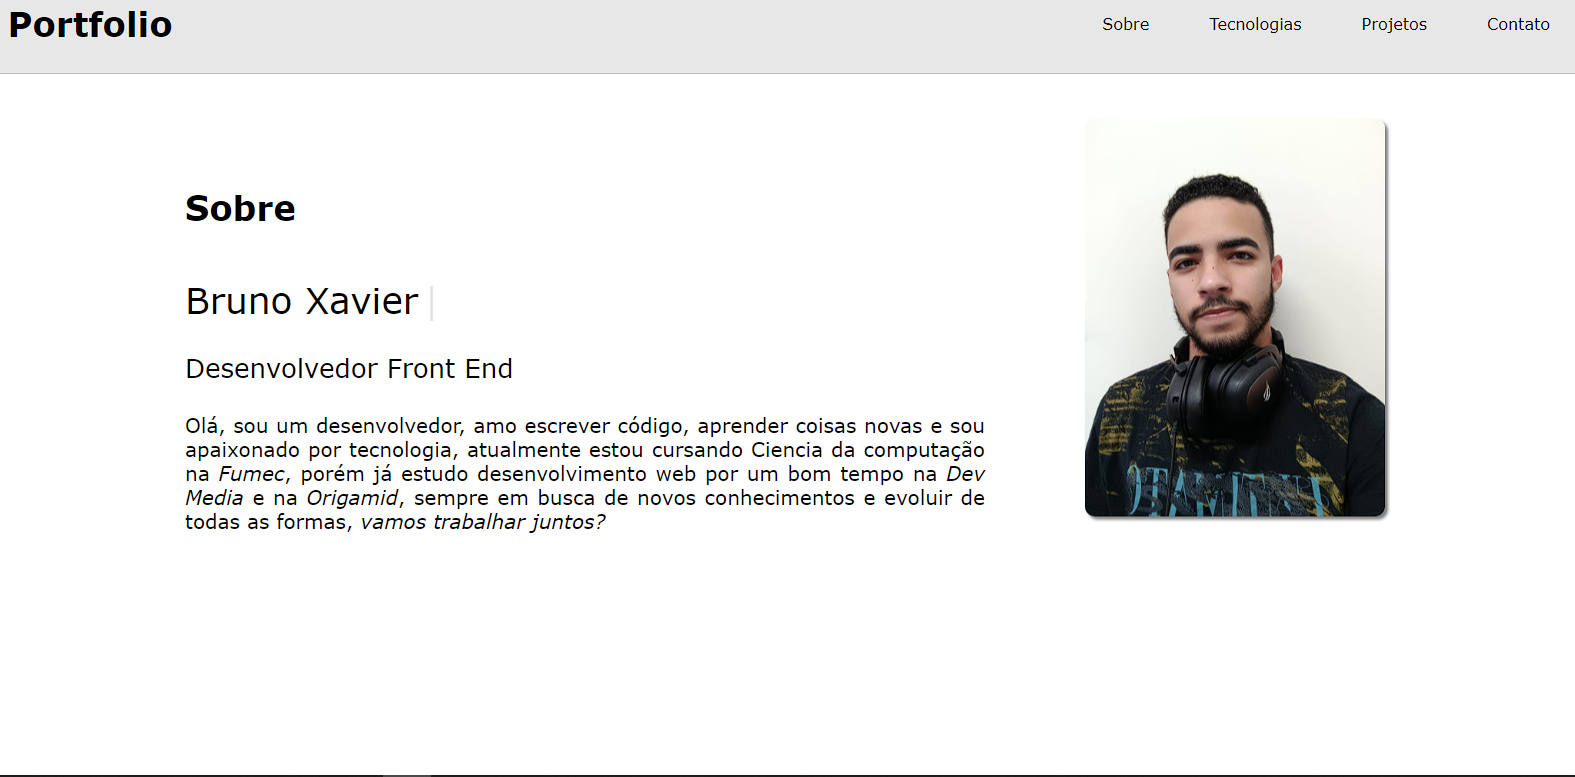 Portfolio
Sobre
Tecnologias
Projetos
Contato
Sobre
Bruno Xavier
Desenvolvedor Front End
Olá, sou um desenvolvedor, amo escrever código, aprender coisas novas e sou
apaixonado por tecnologia, atualmente estou cursando Ciencia da computação
na Fumec, porém já estudo desenvolvimento web por um bom tempo na Dev
Media e na Origamid, sempre em busca de novos conhecimentos e evoluir de
todas as formas, vamos trabalhar juntos?